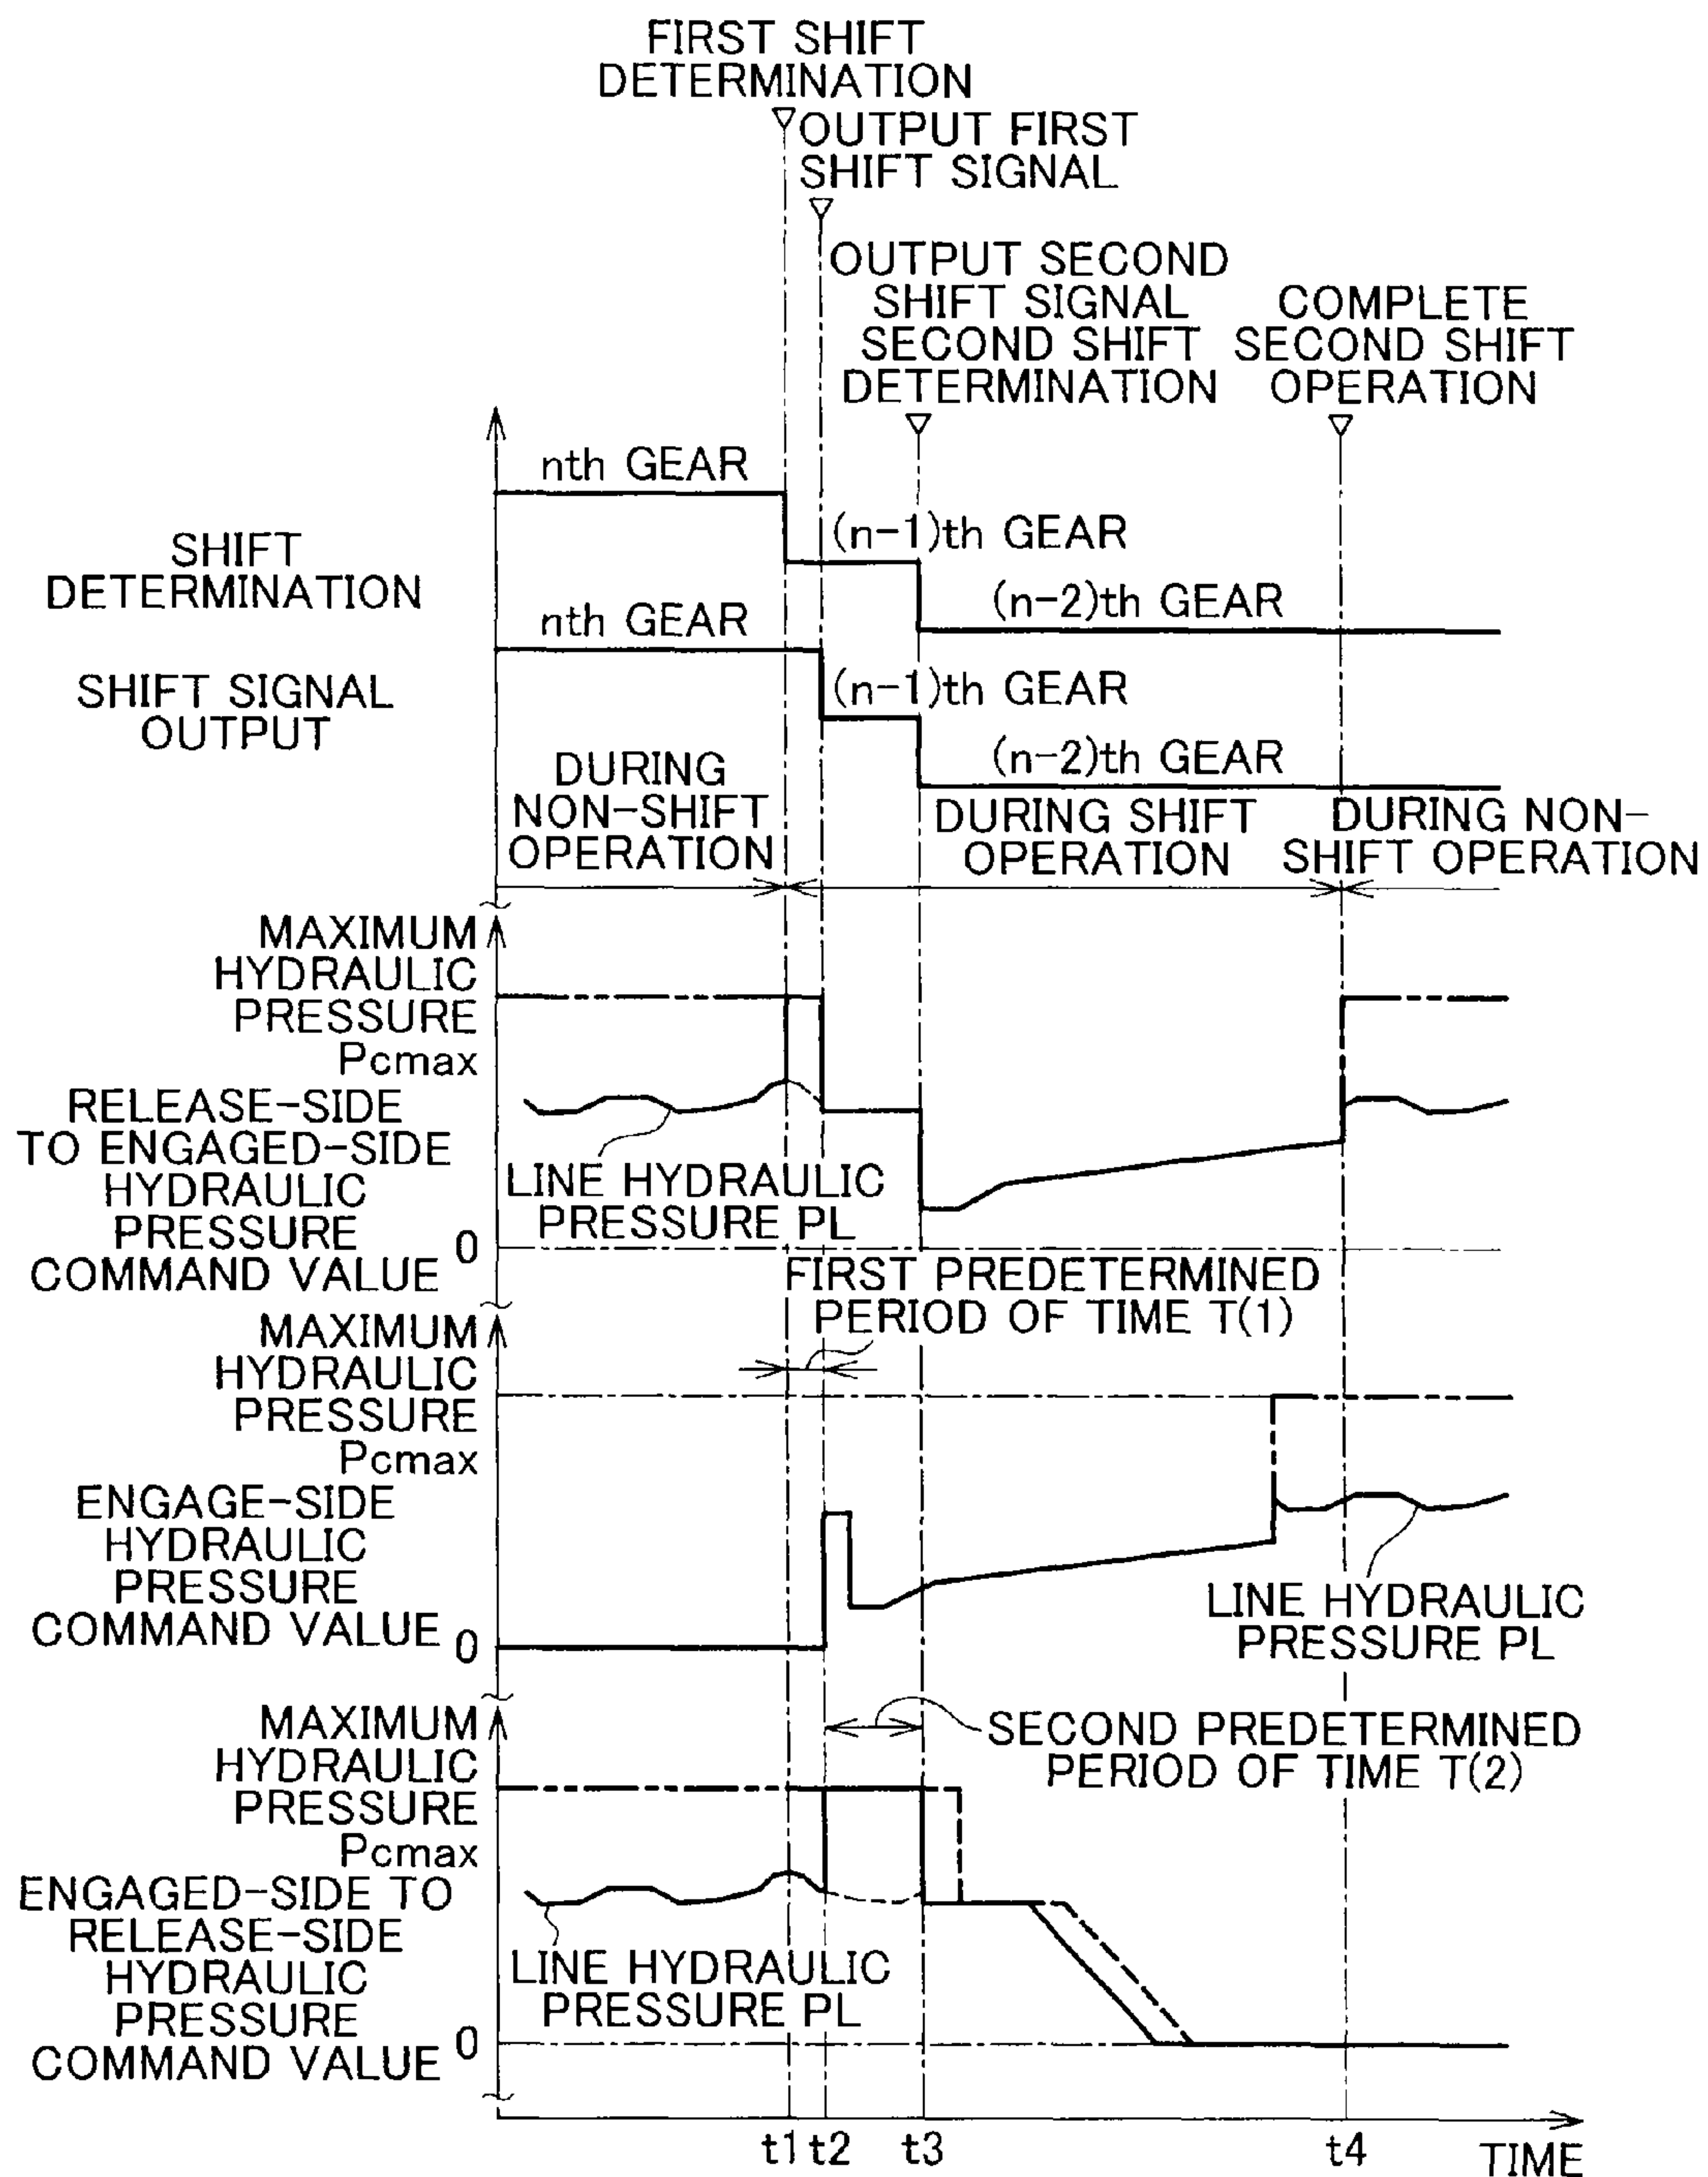 FIRST SHIFT
DETERMINATION
OUTPUT FIRST
SHIFT SIGNAL
OUTPUT SECOND
SHIFT SIGNAL
SECOND SHIFT
DETERMINATION
COMPLETE
SECOND SHIFT
OPERATION
nth GEAR
(n-1)th GEAR
(n-2)th GEAR
SHIFT
DETERMINATION
nth GEAR
(n-1)th GEAR
(n-2)th GEAR
SHIFT SIGNAL
OUTPUT
DURING
NON-SHIFT
OPERATION
DURING SHIFT
OPERATION
DURING NON-
SHIFT OPERATION
MAXIMUM
HYDRAULIC
PRESSURE
Pcmax
RELEASE-SIDE
TO ENGAGED-SIDE
HYDRAULIC
PRESSURE
COMMAND VALUE
0
LINE HYDRAULIC
PRESSURE PL
FIRST PREDETERMINED
PERIOD OF TIME T(1)
MAXIMUM
HYDRAULIC
PRESSURE
Pcmax
ENGAGE-SIDE
HYDRAULIC
PRESSURE
COMMAND VALUE
0
LINE HYDRAULIC
PRESSURE PL
SECOND PREDETERMINED
PERIOD OF TIME T(2)
MAXIMUM
HYDRAULIC
PRESSURE
Pcmax
ENGAGED-SIDE TO
RELEASE-SIDE
HYDRAULIC
PRESSURE
COMMAND VALUE
0
LINE HYDRAULIC
PRESSURE PL
t1 t2 t3 t4 TIME